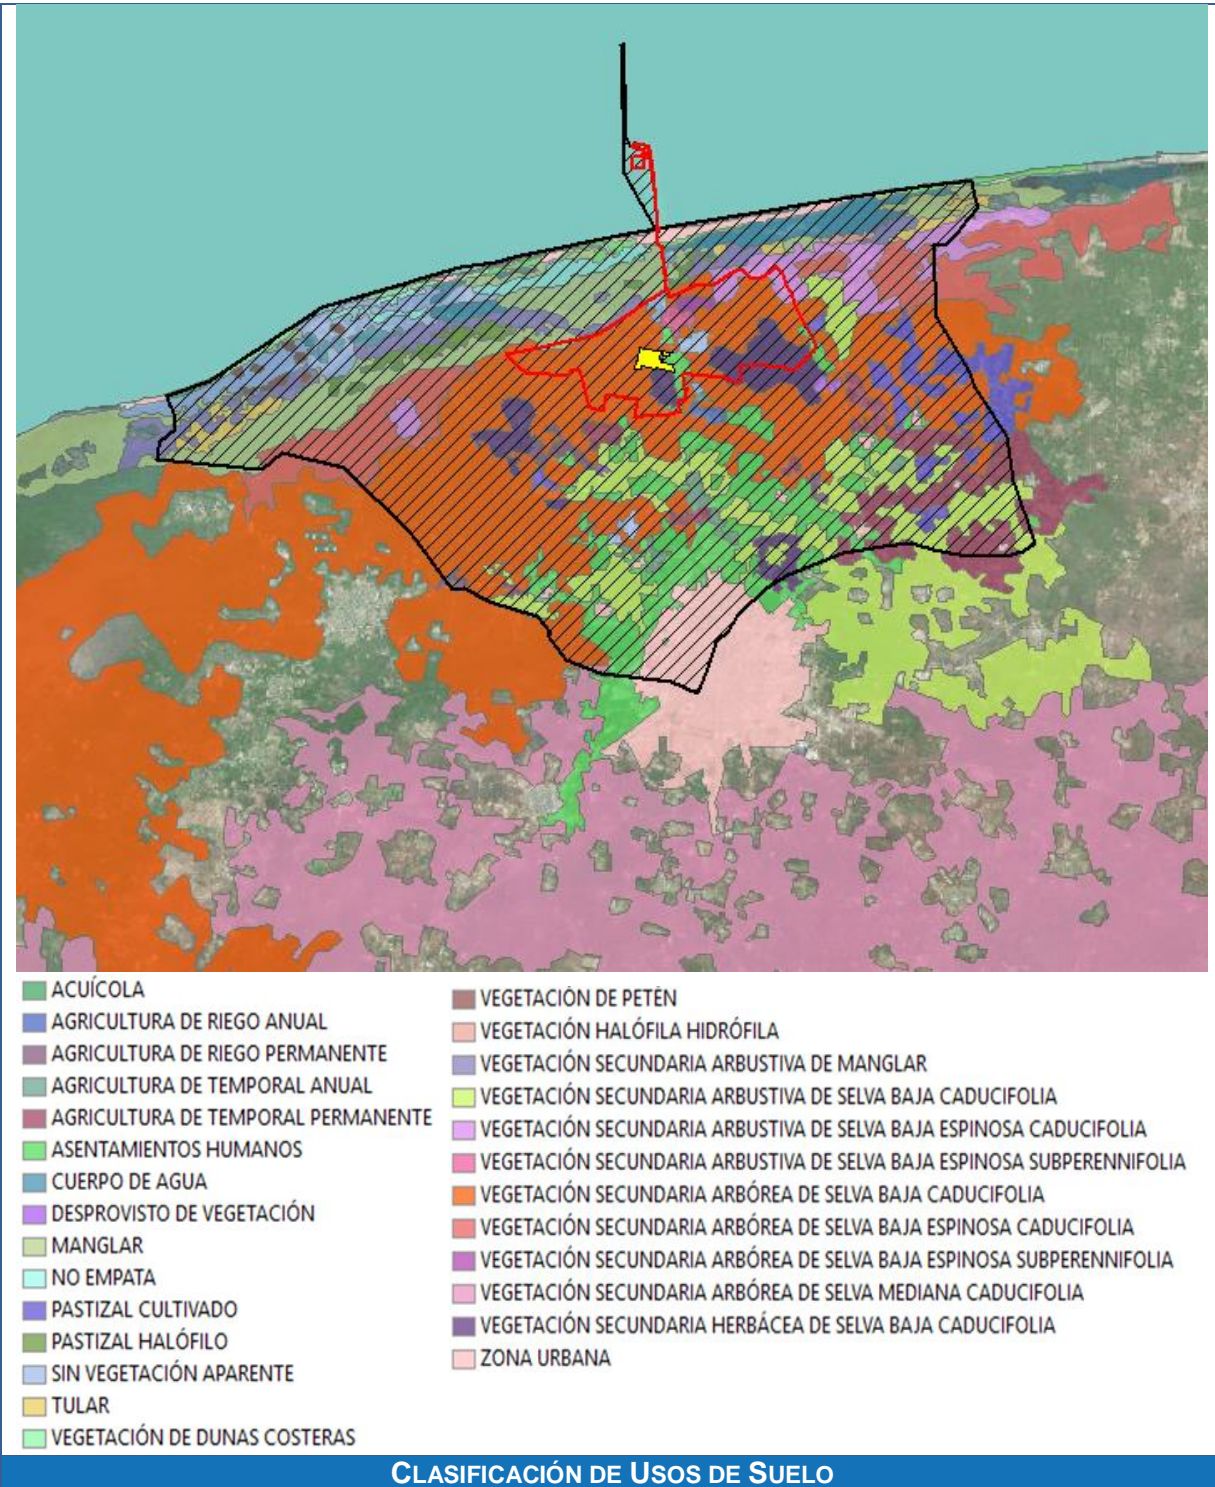 ACUÍCOLA
AGRICULTURA DE RIEGO ANUAL
AGRICULTURA DE RIEGO PERMANENTE
AGRICULTURA DE TEMPORAL ANUAL
AGRICULTURA DE TEMPORAL PERMANENTE
ASENTAMIENTOS HUMANOS
CUERPO DE AGUA
DESPROVISTO DE VEGETACIÓN
MANGLAR
NO EMPATA
PASTIZAL CULTIVADO
PASTIZAL HALÓFILO
SIN VEGETACIÓN APARENTE
TULAR
VEGETACIÓN DE DUNAS COSTERAS
VEGETACIÓN DE PETÉN
VEGETACIÓN HALÓFILA HIDRÓFILA
VEGETACIÓN SECUNDARIA ARBUSTIVA DE MANGLAR
VEGETACIÓN SECUNDARIA ARBUSTIVA DE SELVA BAJA CADUCIFOLIA
VEGETACIÓN SECUNDARIA ARBUSTIVA DE SELVA BAJA ESPINOSA CADUCIFOLIA
VEGETACIÓN SECUNDARIA ARBUSTIVA DE SELVA BAJA ESPINOSA SUBPERENNIFOLIA
VEGETACIÓN SECUNDARIA ARBÓREA DE SELVA BAJA CADUCIFOLIA
VEGETACIÓN SECUNDARIA ARBÓREA DE SELVA BAJA ESPINOSA CADUCIFOLIA
VEGETACIÓN SECUNDARIA ARBÓREA DE SELVA BAJA ESPINOSA SUBPERENNIFOLIA
VEGETACIÓN SECUNDARIA ARBÓREA DE SELVA MEDIANA CADUCIFOLIA
VEGETACIÓN SECUNDARIA HERBÁCEA DE SELVA BAJA CADUCIFOLIA
ZONA URBANA
CLASIFICACIÓN DE USOS DE SUELO